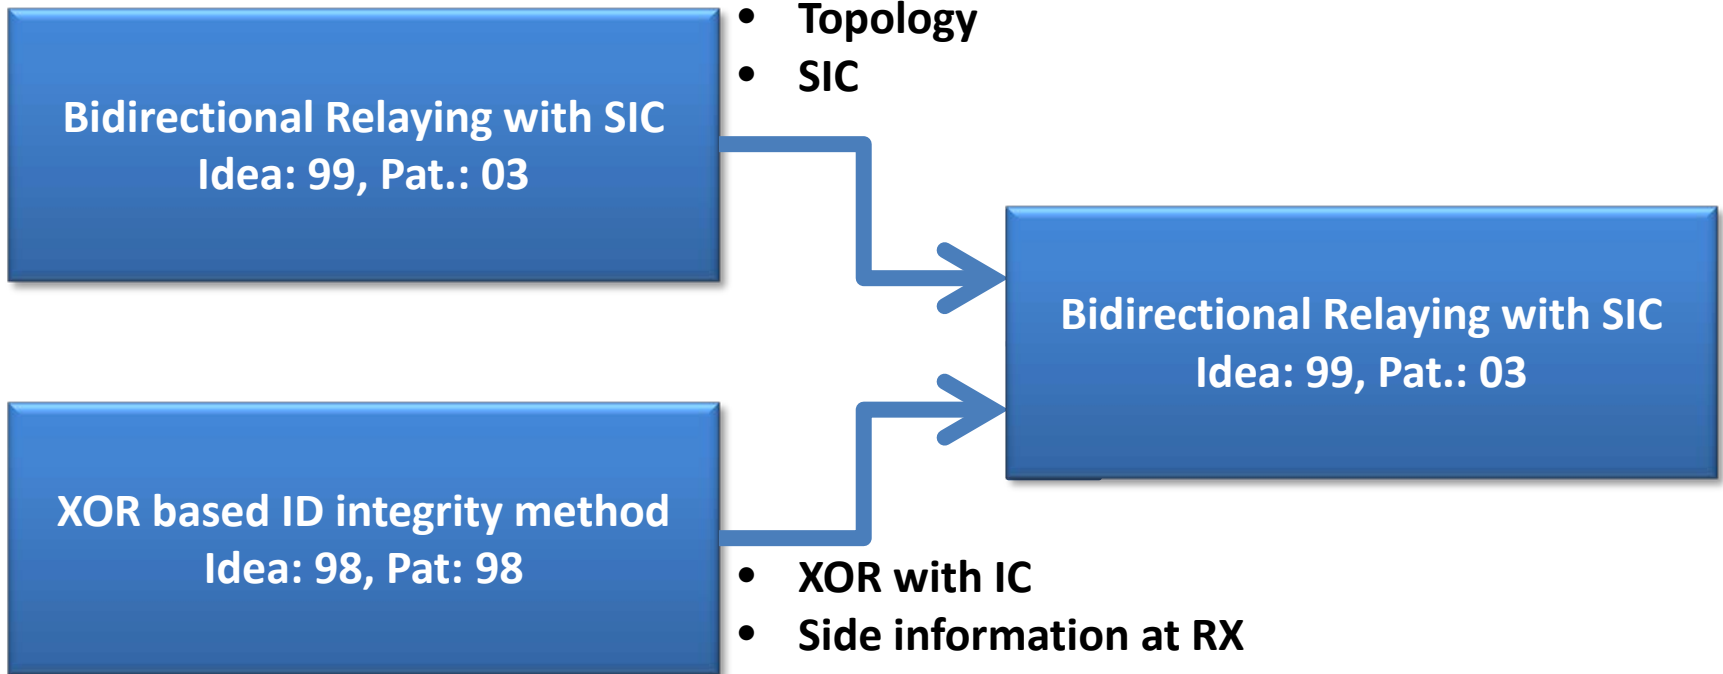 • Topology
• SIC
Bidirectional Relaying with SIC
Idea: 99, Pat.: 03
Bidirectional Relaying with SIC
Idea: 99, Pat.: 03
XOR based ID integrity method
Idea: 98, Pat: 98
• XOR with IC
• Side information at RX